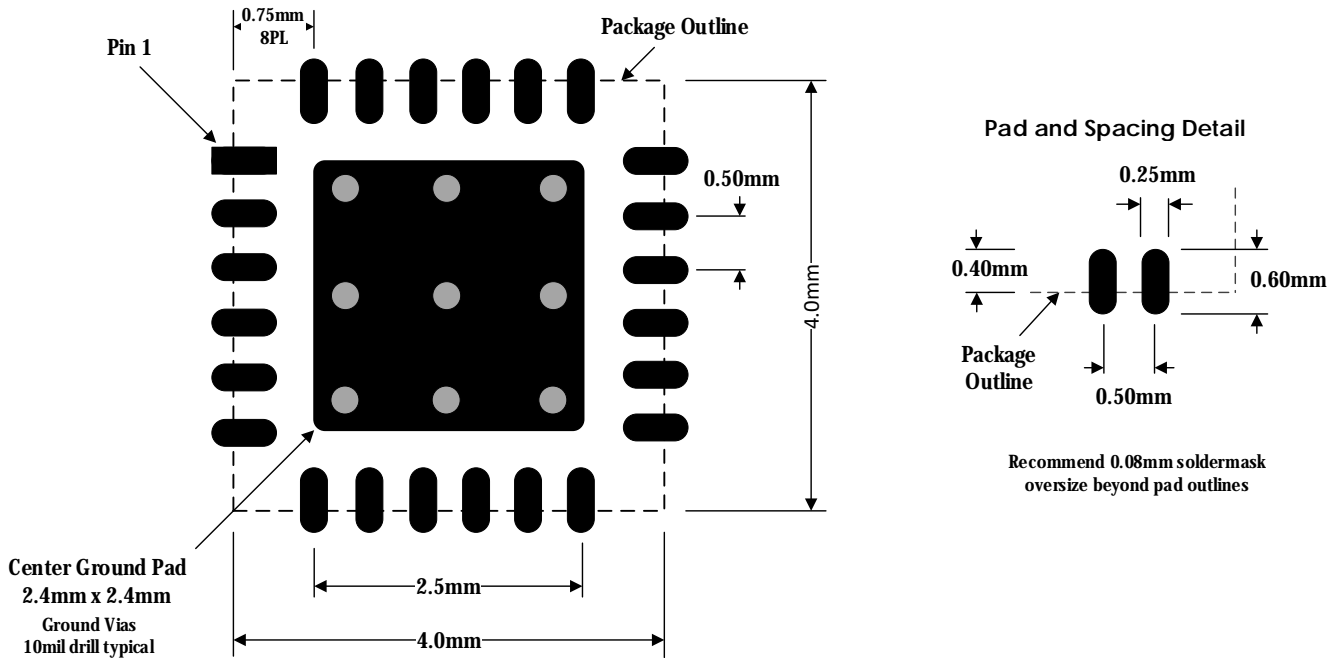 0.75mm
8PL
Package Outline
Pin 1
Pad and Spacing Detail
0.50mm
0.25mm
0.40mm
0.60mm
4.0mm
Package
Outline
0.50mm
Recommend 0.08mm soldermask
oversize beyond pad outlines
Center Ground Pad
2.4mm x 2.4mm
Ground Vias
10mil drill typical
2.5mm
4.0mm